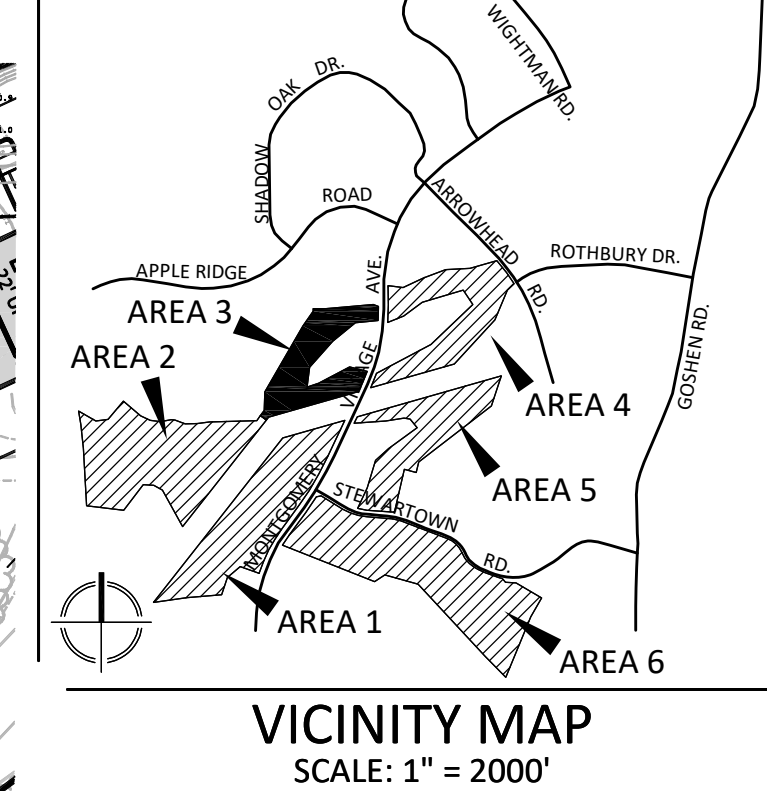 WIGHTMAN RD.
OAK DR.
SHADOW
ROAD
ARROWHEAD
RD.
ROTHBURY DR.
APPLE RIDGE
AVE.
VILLAGE
MONTGOMERY
GOSHEN RD.
AREA 3
AREA 2
AREA 4
AREA 5
STEWARTOWN
RD.
AREA 1
AREA 6
VICINITY MAP
SCALE: 1" = 2000'